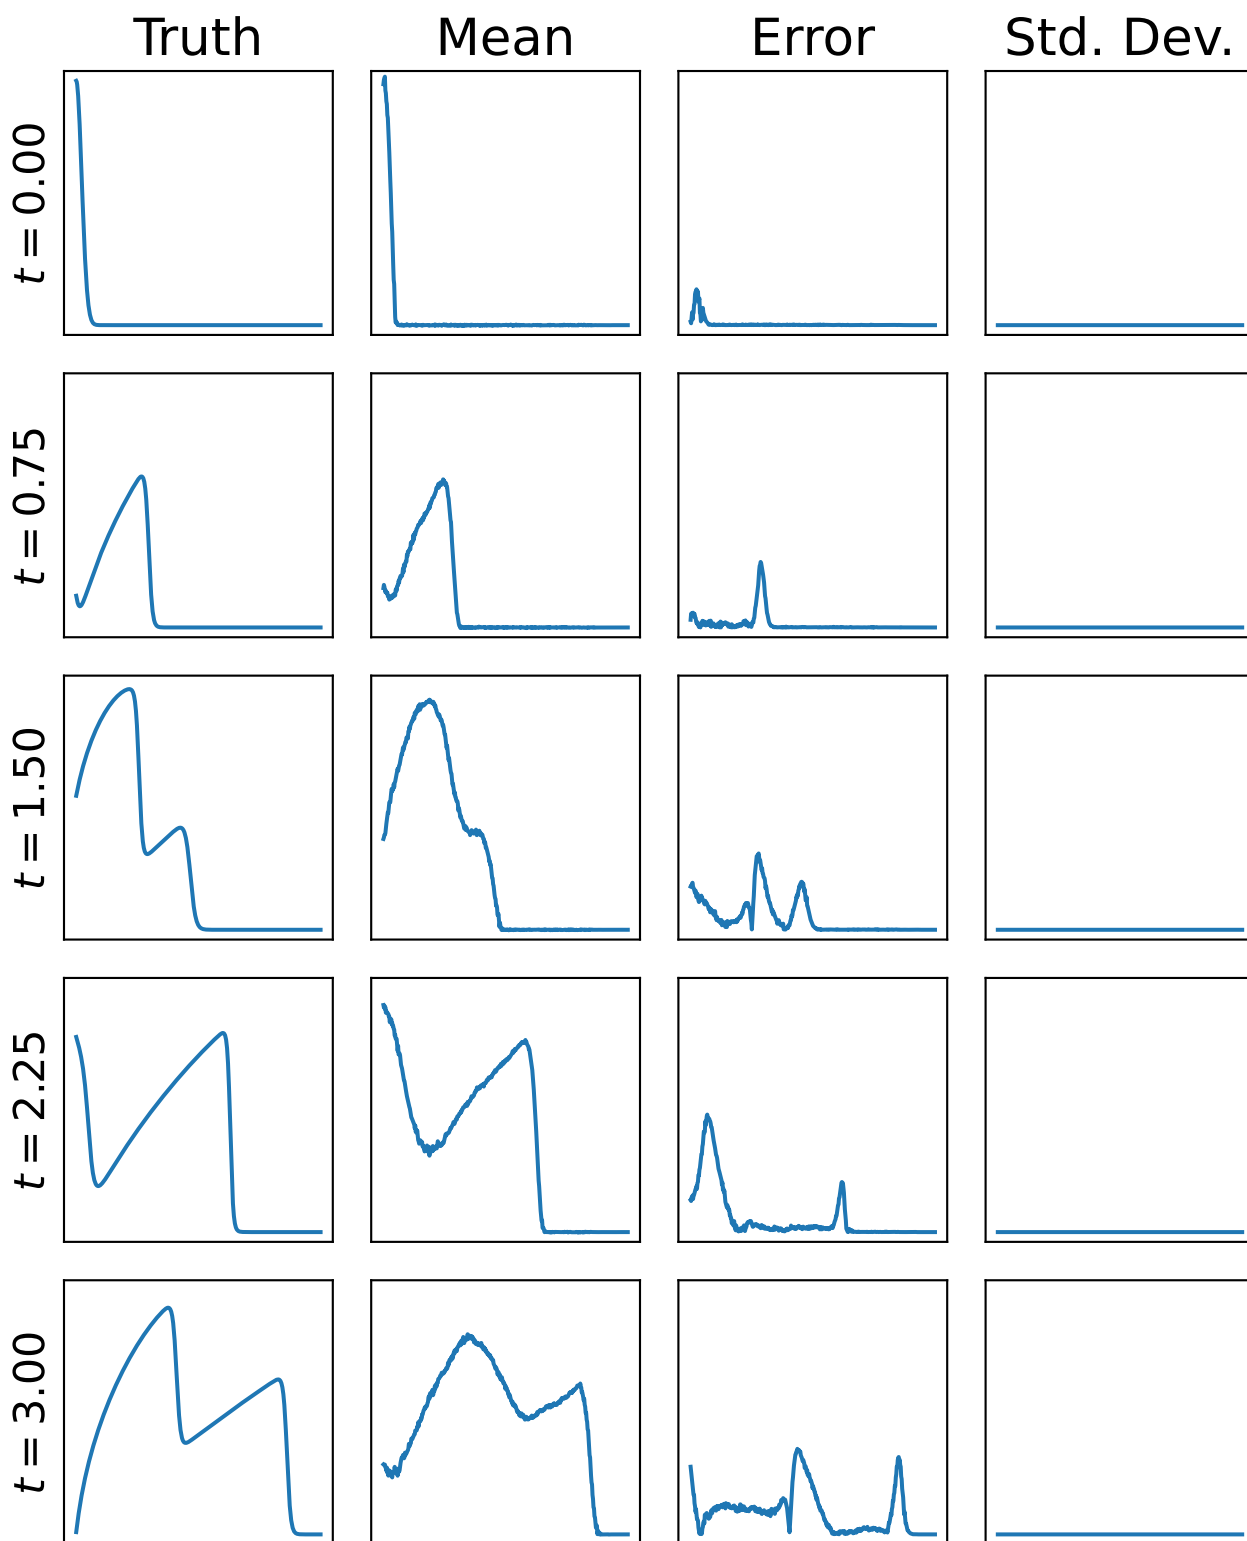 Truth Mean Error Std. Dev.
t = 0.00
t = 0.75
t = 1.50
t = 2.25
t = 3.00